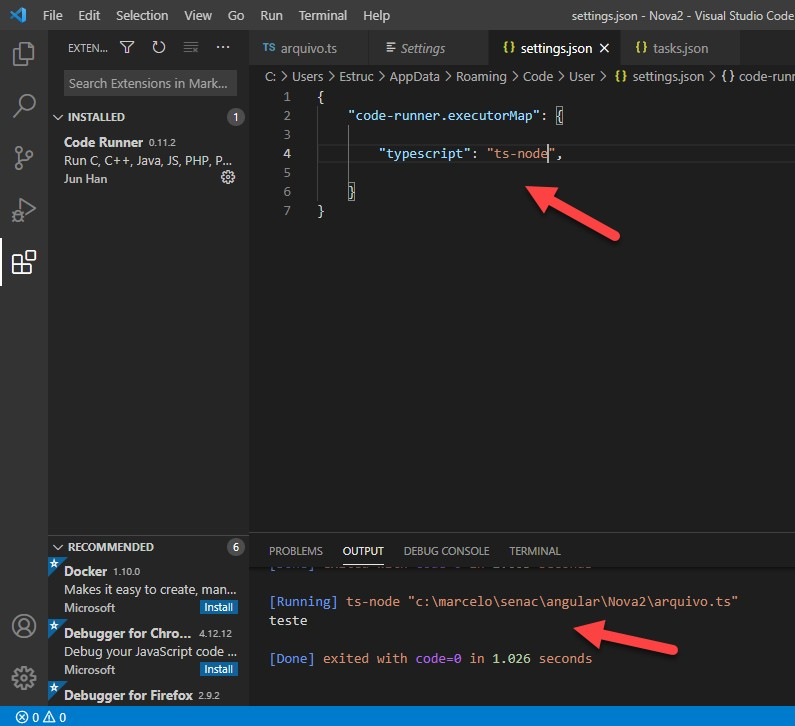 File Edit Selection View Go Run Terminal Help settings.json - Nova2 - Visual Studio Code
EXTEN... ...
TS arquivo.ts Settings {} settings.json × {} tasks.json
Search Extensions in Mark...
C: > Users > Estruc > AppData > Roaming > Code > User > {} settings.json > {} code-runn
INSTALLED 1
Code Runner 0.11.2
Run C, C++, Java, JS, PHP, P...
Jun Han
1 {
2 "code-runner.executorMap": {
3
4 "typescript": "ts-node",
5
6 }
7 }
RECOMMENDED 6
Docker 1.10.0
Makes it easy to create, man...
Microsoft Install
Debugger for Chro... 4.12.12
Debug your JavaScript code ...
Microsoft Install
Debugger for Firefox 2.9.2
PROBLEMS OUTPUT DEBUG CONSOLE TERMINAL
[Running] ts-node "c:\marcelo\senac\angular\Nova2\arquivo.ts"
teste
[Done] exited with code=0 in 1.026 seconds
0 0